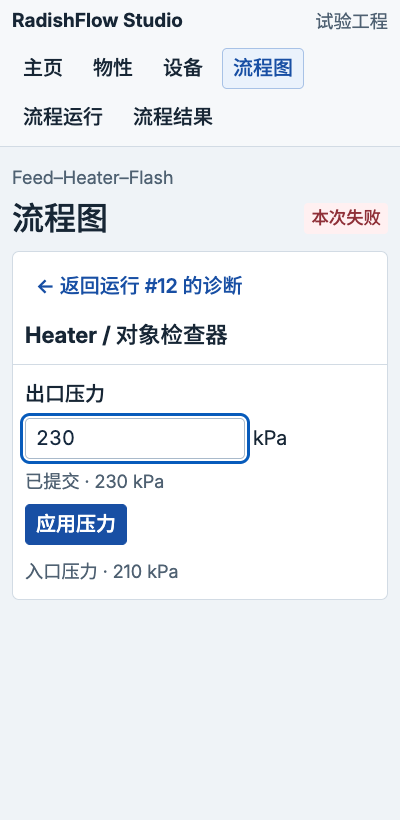 RadishFlow Studio 试验工程
主页 物性 设备 流程图
流程运行 流程结果
Feed–Heater–Flash
流程图 本次失败
← 返回运行 #12 的诊断
Heater / 对象检查器
出口压力
230 kPa
已提交 · 230 kPa
应用压力
入口压力 · 210 kPa